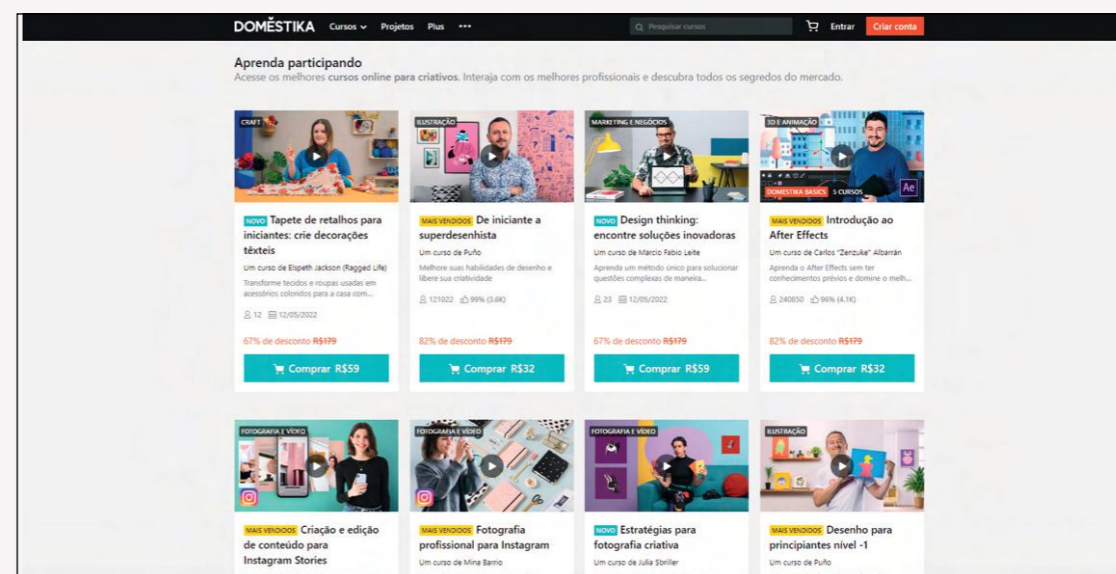 DOMĚSTIKA Cursos Projetos Plus ••• Pesquisar cursos Entrar Criar conta
Aprenda participando
Acesse os melhores cursos online para criativos. Interaja com os melhores profissionais e descubra todos os segredos do mercado.
CRAFT
NOVO Tapete de retalhos para
iniciantes: crie decorações
têxteis
Um curso de Elspeth Jackson (Ragged Life)
Transforme tecidos e roupas usadas em
acessórios coloridos para a casa com...
12 12/05/2022
67% de desconto R$179
Comprar R$59
ILUSTRAÇÃO
MAIS VENDIDOS De iniciante a
superdesenhista
Um curso de Puño
Melhore suas habilidades de desenho e
libere sua criatividade
121022 99% (3.6K)
82% de desconto R$179
Comprar R$32
MARKETING E NEGÓCIOS
NOVO Design thinking:
encontre soluções inovadoras
Um curso de Marcio Fabio Leite
Aprenda um método único para solucionar
questões complexas de maneira...
23 12/05/2022
67% de desconto R$179
Comprar R$59
3D E ANIMAÇÃO
DOMESTIKA BASICS 5 CURSOS
Ae
MAIS VENDIDOS Introdução ao
After Effects
Um curso de Carlos "Zenzuke" Albarrán
Aprenda o After Effects sem ter
conhecimentos prévios e domine o melh...
240850 96% (4.1K)
82% de desconto R$179
Comprar R$32
FOTOGRAFIA E VÍDEO
MAIS VENDIDOS Criação e edição
de conteúdo para
Instagram Stories
FOTOGRAFIA E VÍDEO
MAIS VENDIDOS Fotografia
profissional para Instagram
Um curso de Mina Barrio
FOTOGRAFIA E VÍDEO
NOVO Estratégias para
fotografia criativa
Um curso de Julia Sbriller
ILUSTRAÇÃO
MAIS VENDIDOS Desenho para
principiantes nível -1
Um curso de Puño